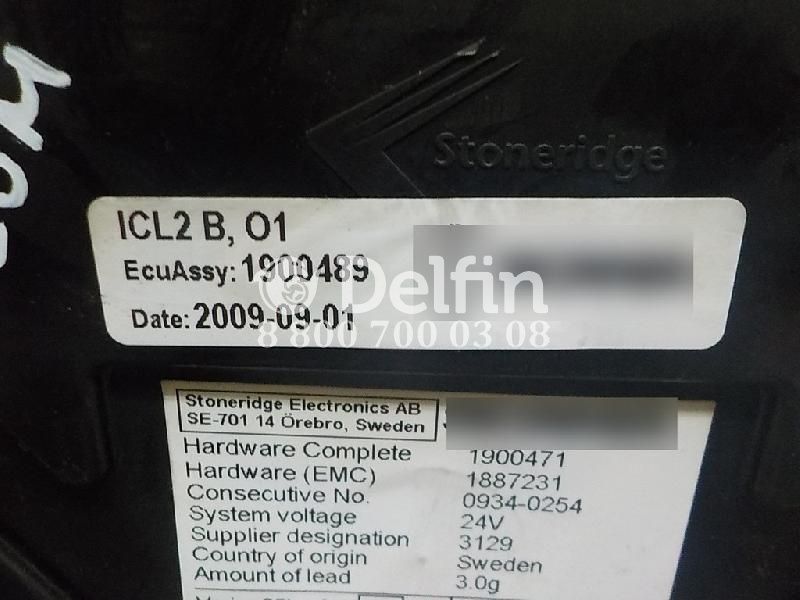 Stoneridge
ICL2 B, O1
EcuAssy: 1900489
Date: 2009-09-01
Delfin
8 800 700 03 08
Stoneridge Electronics AB
SE-701 14 Örebro, Sweden
Hardware Complete 1900471
Hardware (EMC) 1887231
Consecutive No. 0934-0254
System voltage 24V
Supplier designation 3129
Country of origin Sweden
Amount of lead 3.0g